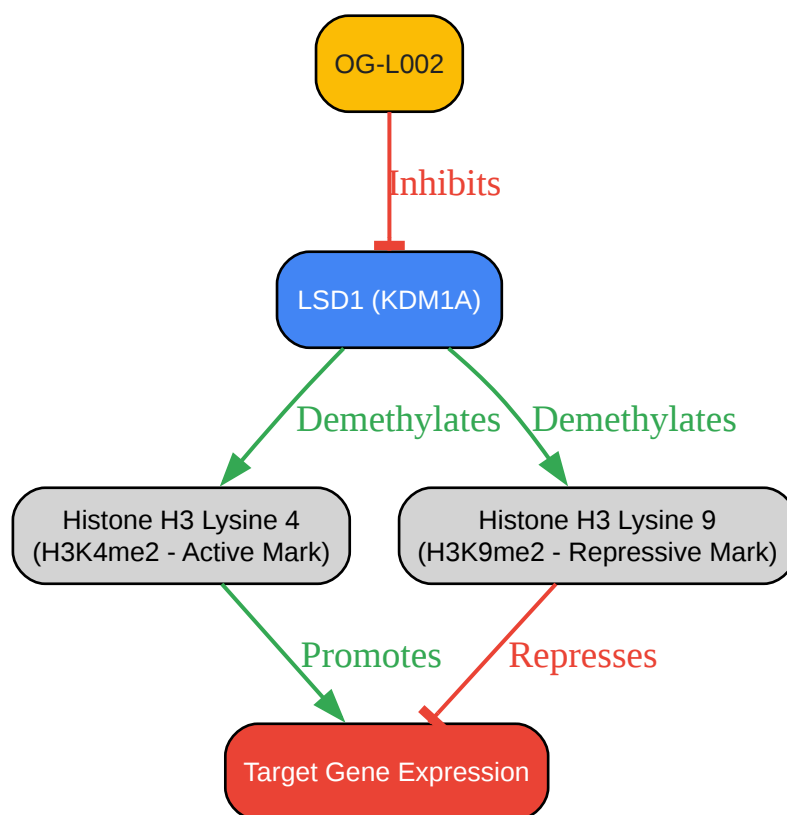 OG-L002
Inhibits
LSD1 (KDM1A)
Demethylates
Demethylates
Histone H3 Lysine 4
(H3K4me2 - Active Mark)
Histone H3 Lysine 9
(H3K9me2 - Repressive Mark)
Promotes
Represses
Target Gene Expression